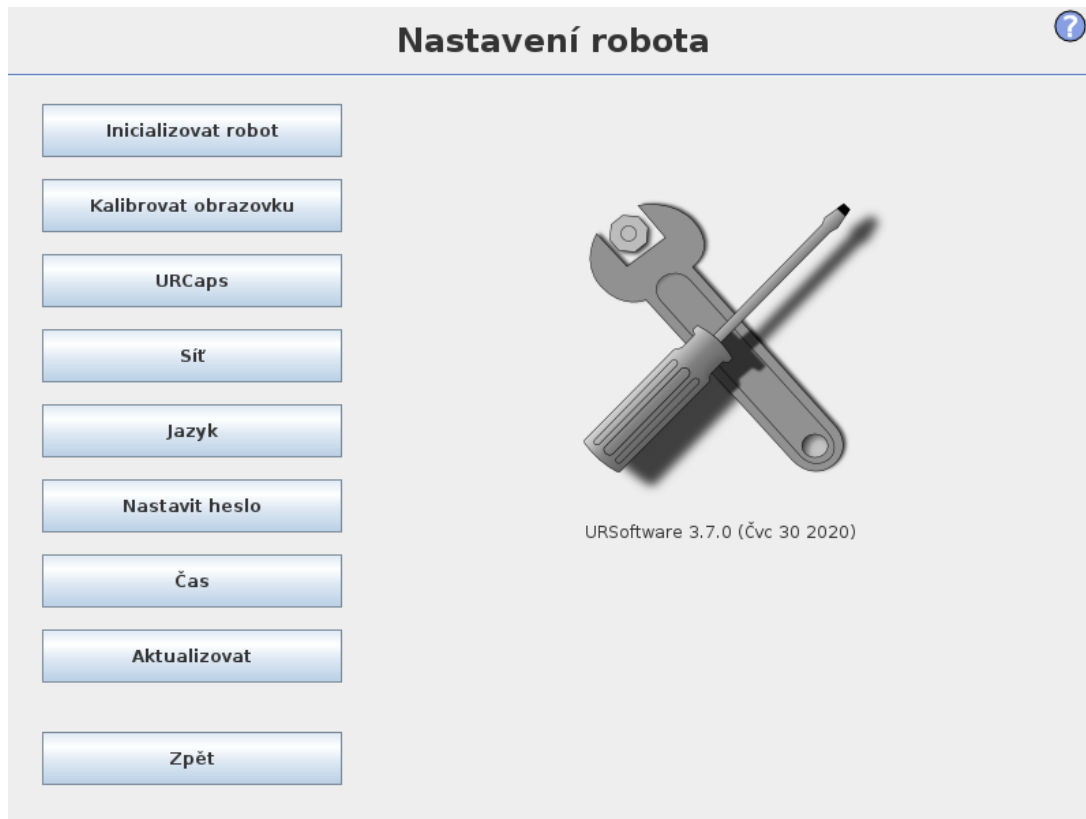 Nastavení robota
?
Inicializovat robot
Kalibrovat obrazovku
URCaps
Síť
Jazyk
Nastavit heslo
Čas
Aktualizovat
Zpět
URSoftware 3.7.0 (Čvc 30 2020)